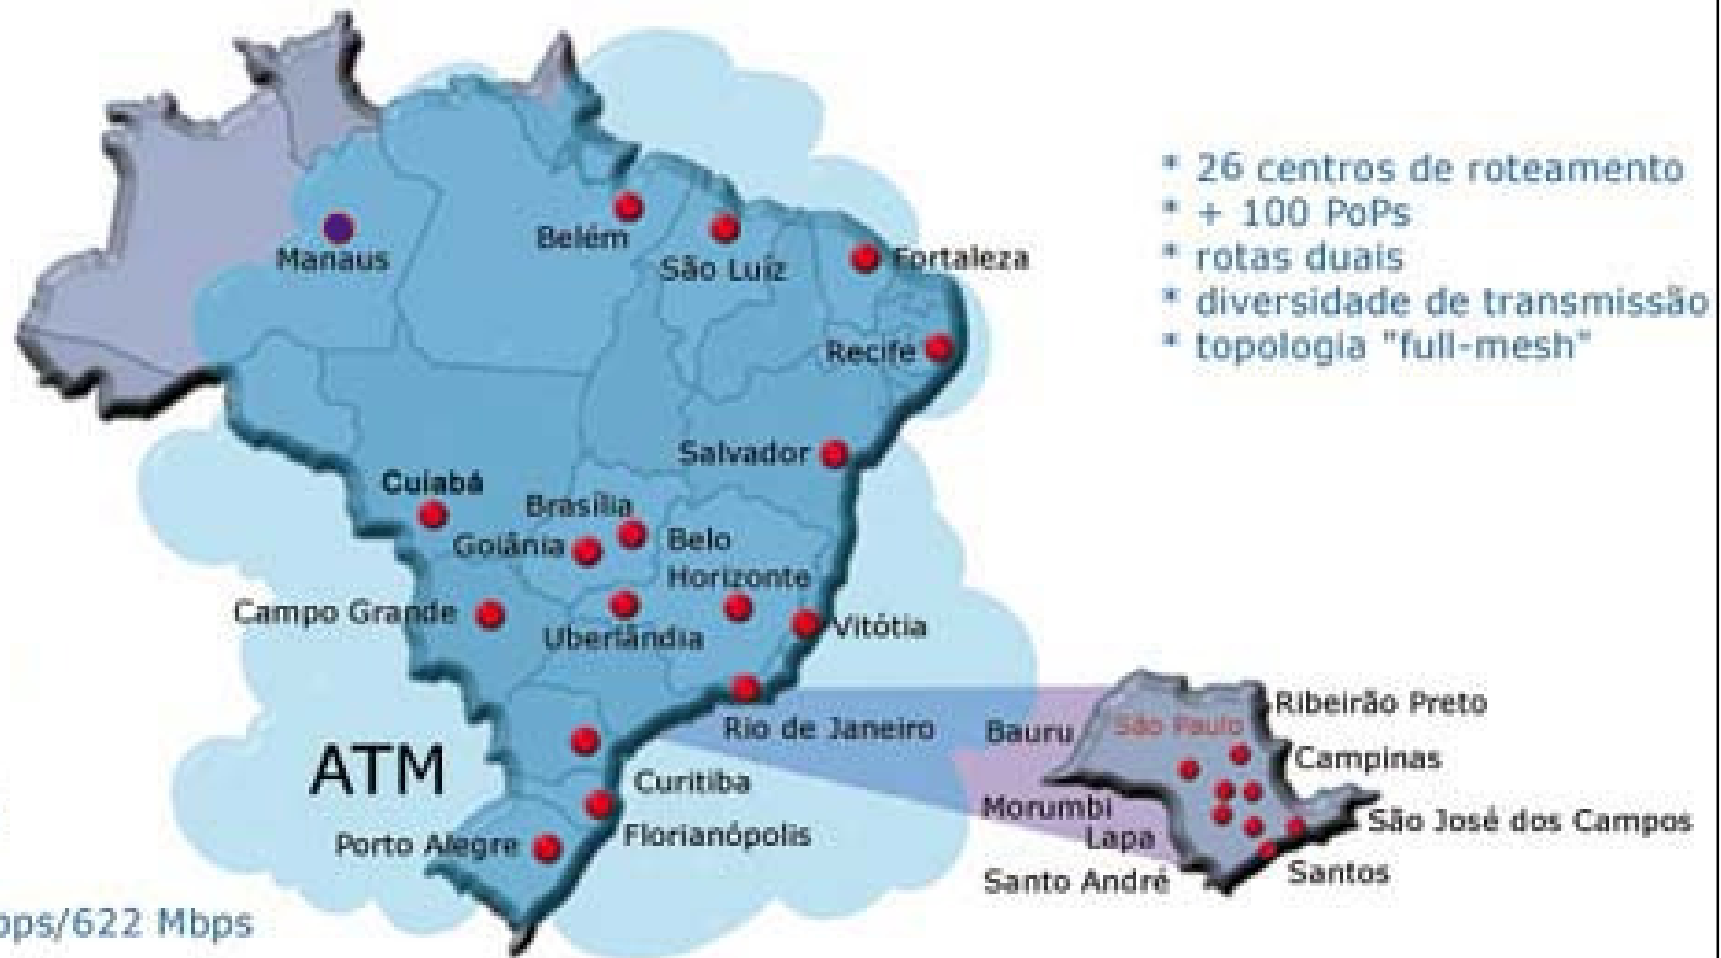 * 26 centros de roteamento
* + 100 PoPs
* rotas duais
* diversidade de transmissão
* topologia "full-mesh"
Manaus
Belém
São Luíz
Fortaleza
Recife
Salvador
Cuiabá
Brasília
Goiânia
Belo
Horizonte
Campo Grande
Uberlândia
Vitótia
Rio de Janeiro
ATM
Curitiba
Florianópolis
Porto Alegre
Bauru
São Paulo
Ribeirão Preto
Campinas
Morumbi
Lapa
São José dos Campos
Santo André
Santos
/622 Mbps